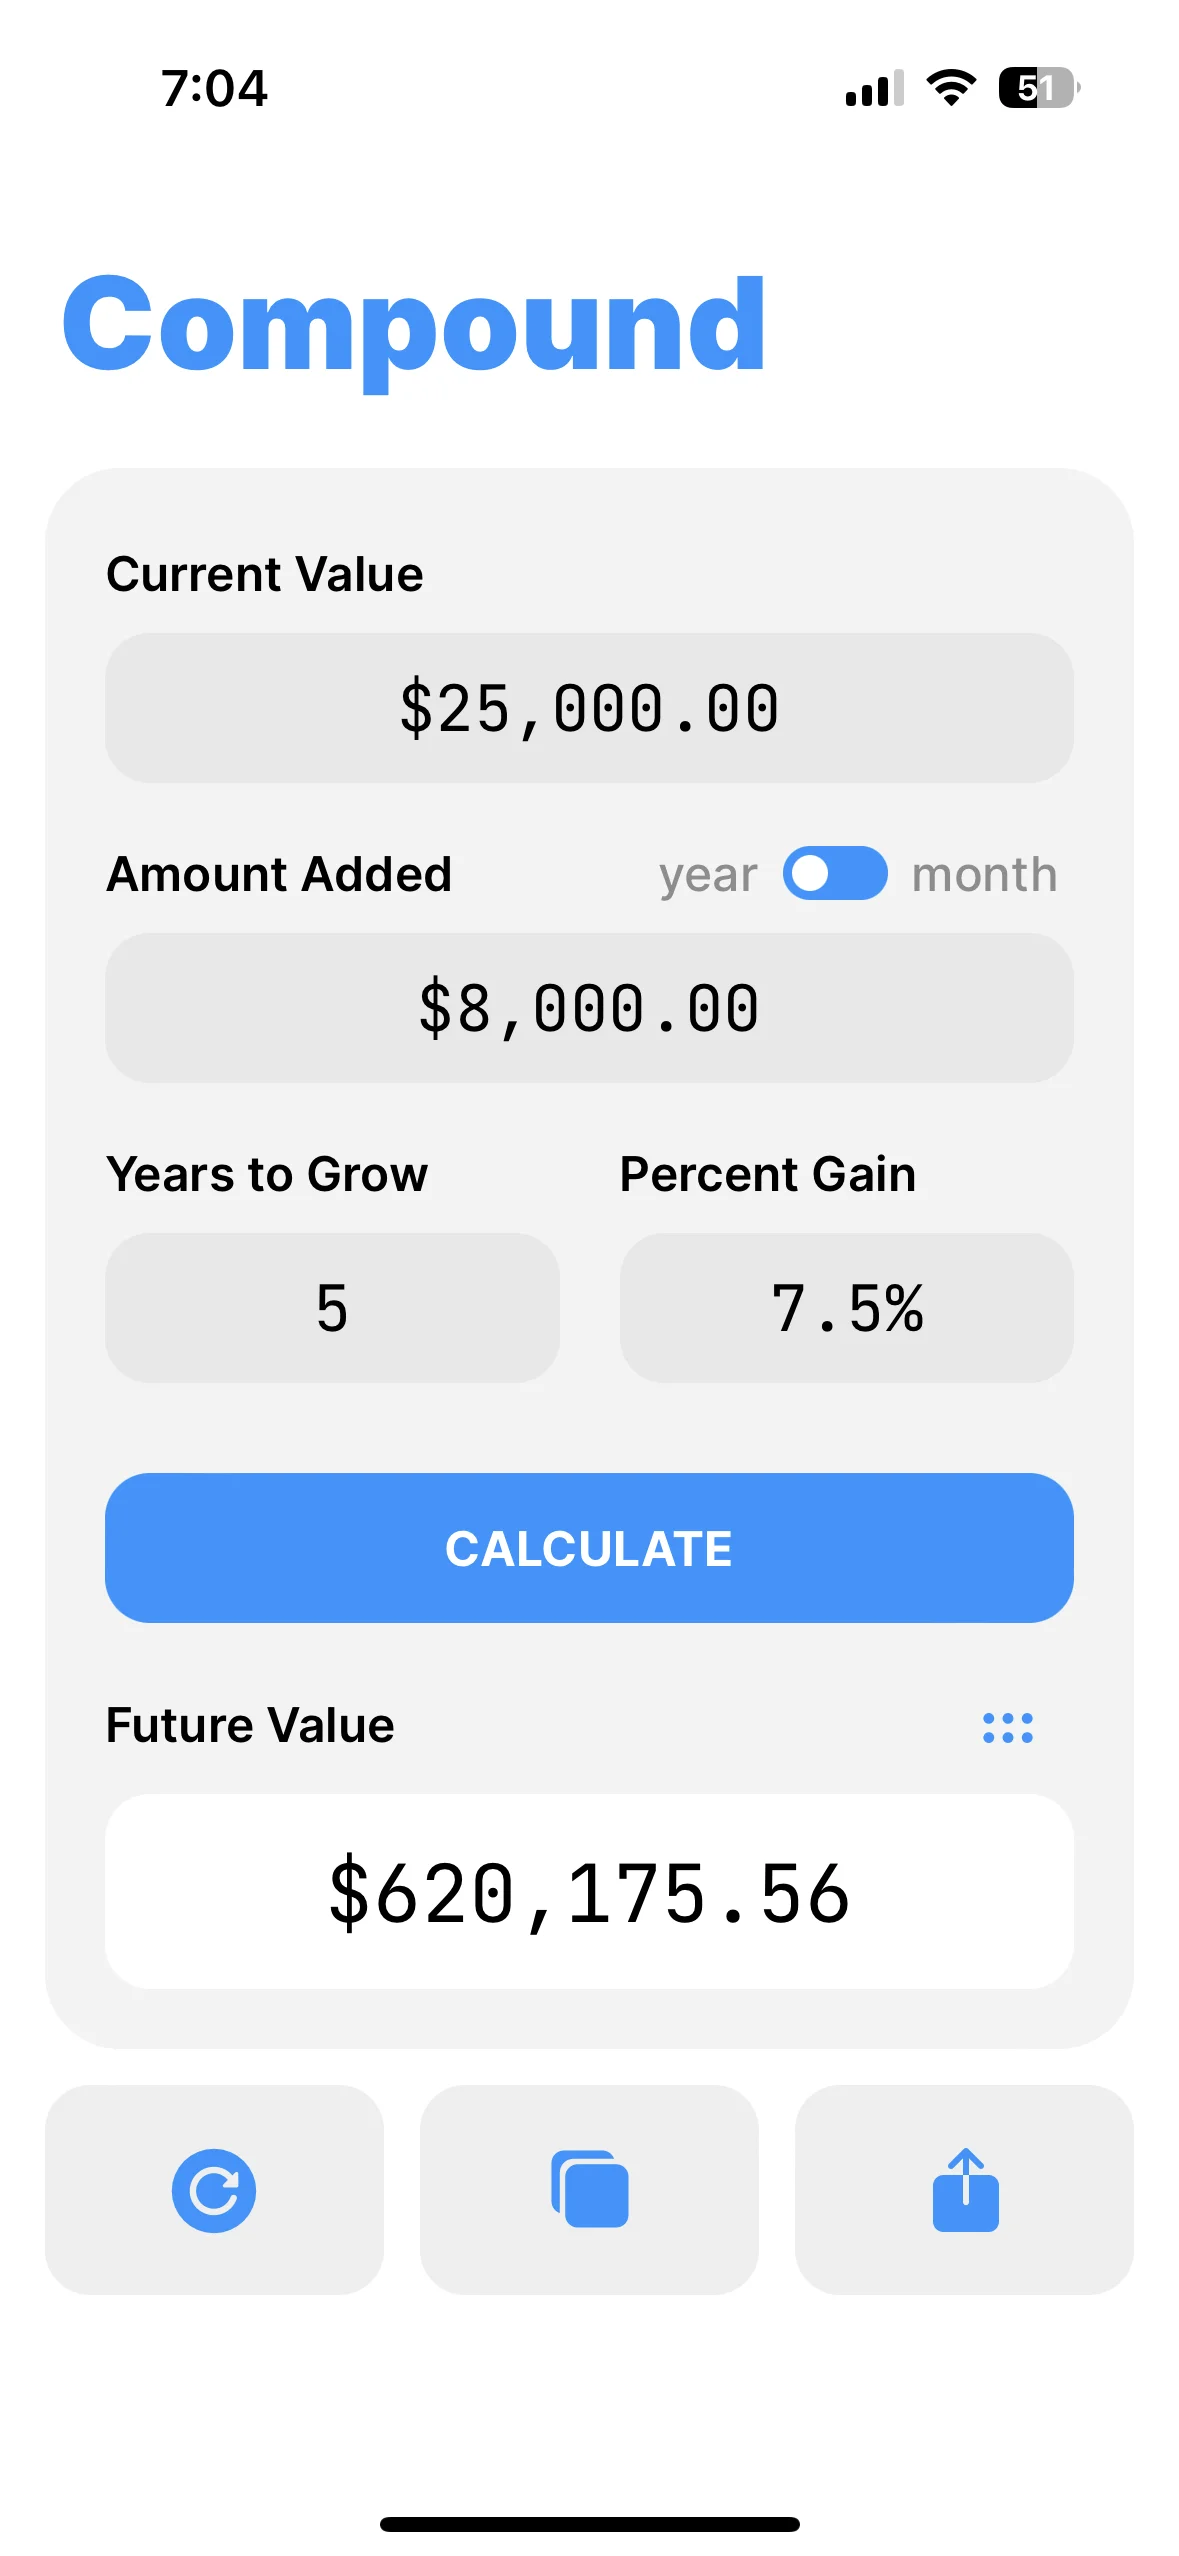 7:04
51
Compound
Current Value
$25,000.00
Amount Added year month
$8,000.00
Years to Grow Percent Gain
5 7.5%
CALCULATE
Future Value
$620,175.56